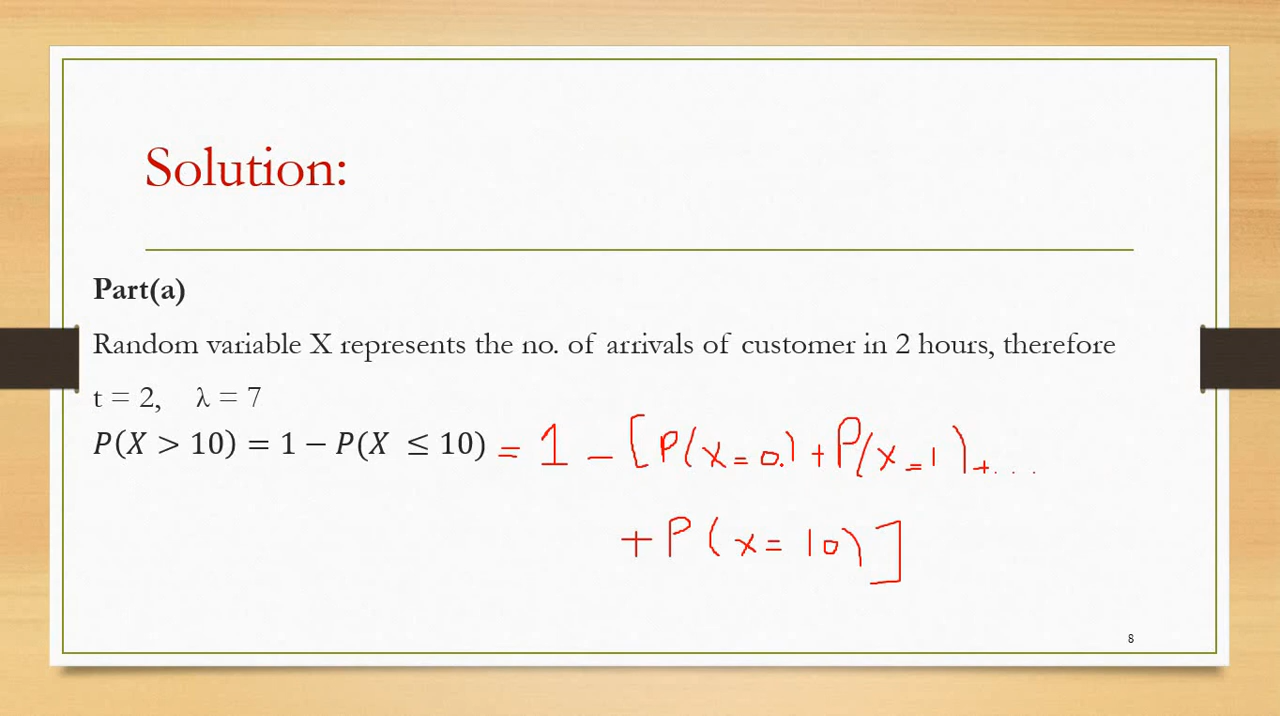 Solution:
Part(a)
Random variable X represents the no. of arrivals of customer in 2 hours, therefore
t = 2, λ = 7
P(X > 10) = 1 − P(X ≤ 10) = 1 − [P(X=0) + P(X=1) + . . . .
+ P(X = 10)]
8